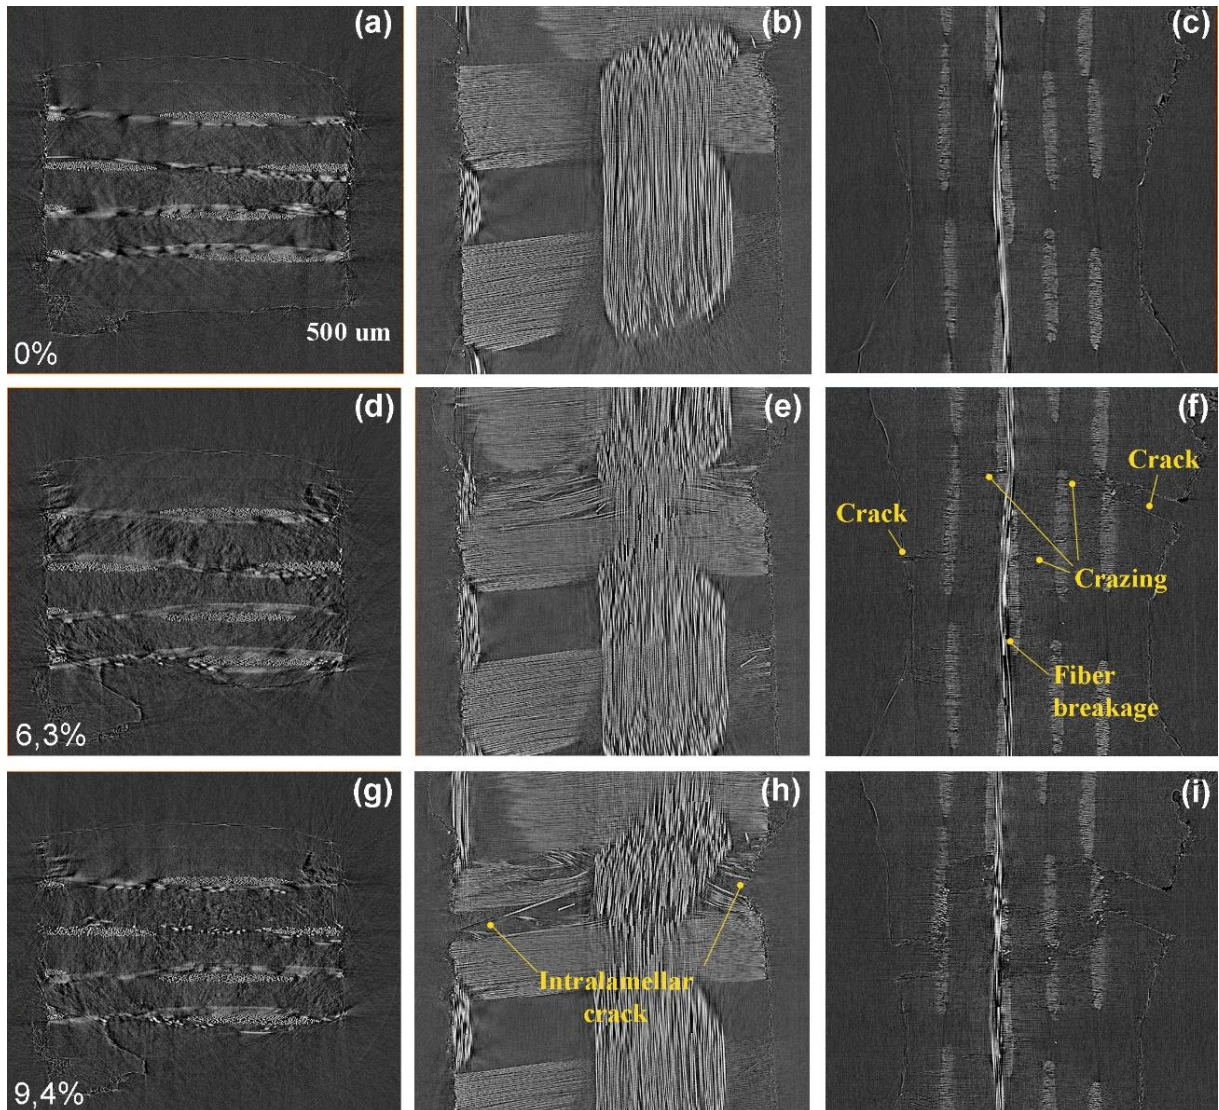 (a)
(b)
(c)
500 um
0%
(d)
(e)
(f)
Crack
Crack
Crazing
Fiber
breakage
6,3%
(g)
(h)
(i)
Intralamellar
crack
9,4%